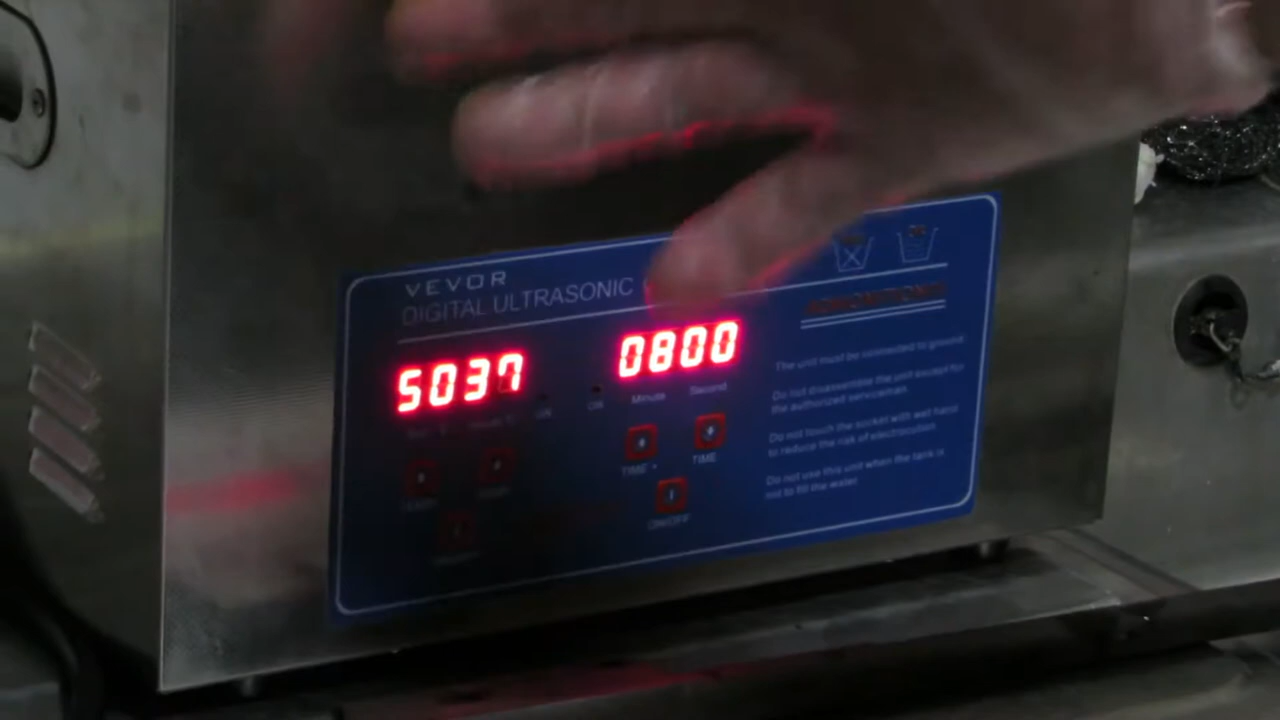 VEVOR
DIGITAL ULTRASONIC
5037
0800
Minute Second
ON
TIME +
TIME
ON/OFF
The unit must be connected to ground
Do not disassemble the unit except for
the authorized serviceman.
Do not touch the socket with wet hand
to reduce the risk of electrocution
Do not use this unit when the tank is
not to fill the water